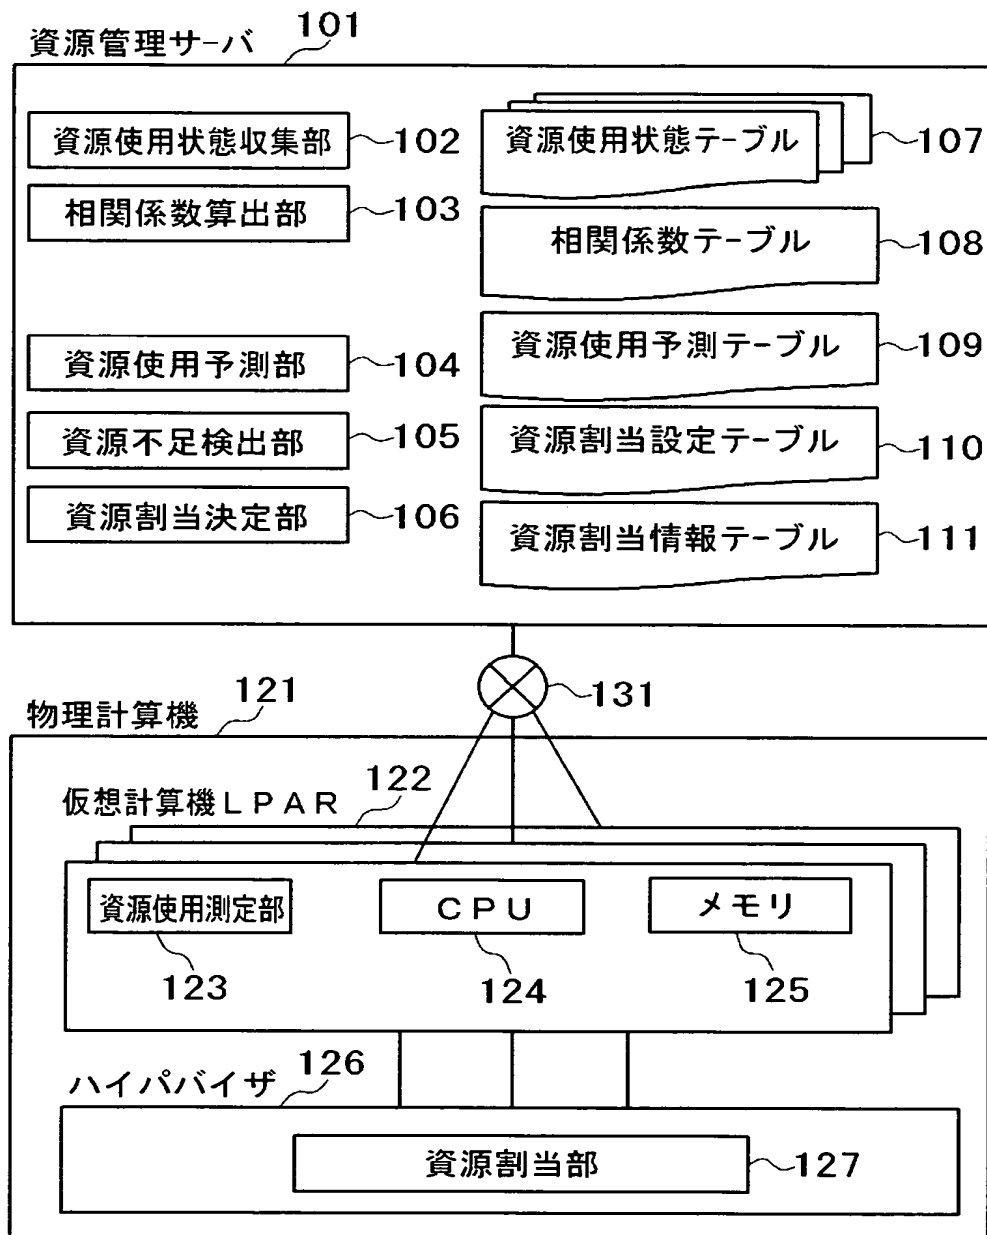 資源管理サーバ 101
資源使用状態収集部 102
相関係数算出部 103
資源使用予測部 104
資源不足検出部 105
資源割当決定部 106
資源使用状態テーブル 107
相関係数テーブル 108
資源使用予測テーブル 109
資源割当設定テーブル 110
資源割当情報テーブル 111
131
物理計算機 121
仮想計算機ＬＰＡＲ 122
資源使用測定部 123
ＣＰＵ 124
メモリ 125
ハイパバイザ 126
資源割当部 127